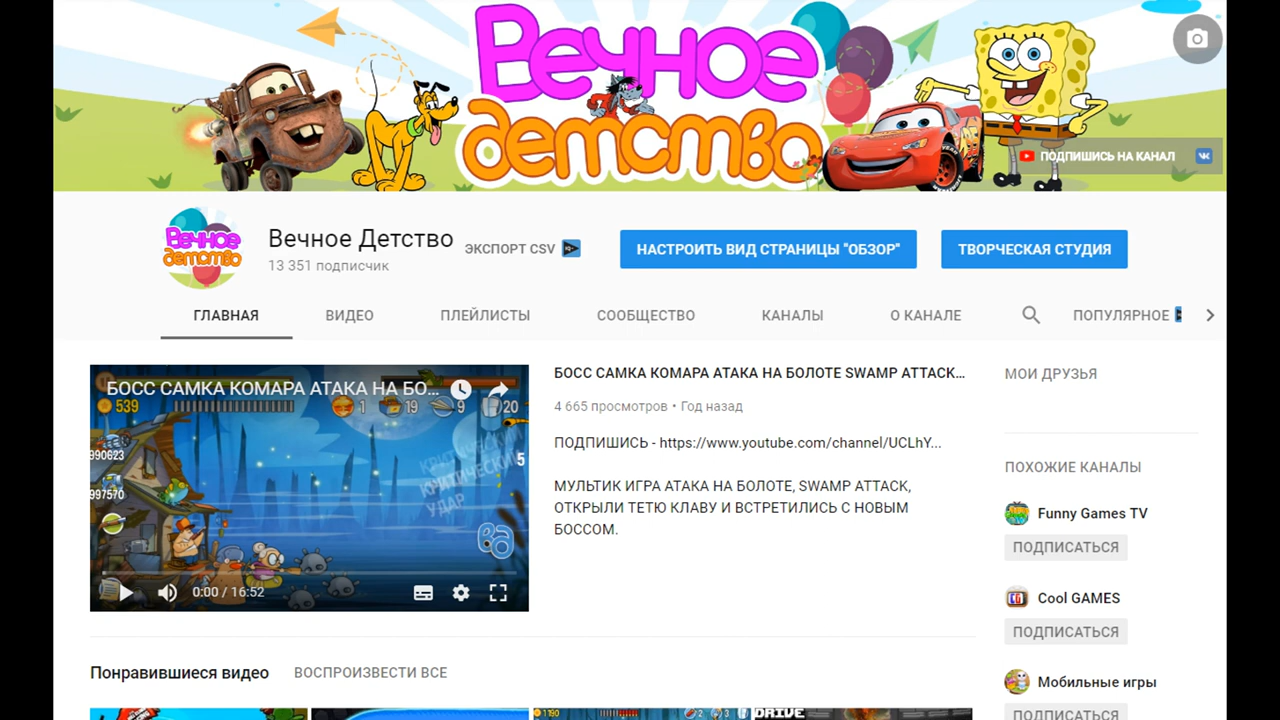 Вечное
детство
ПОДПИШИСЬ НА КАНАЛ
Вечное
детство
Вечное Детство
13 351 подписчик
ЭКСПОРТ CSV
НАСТРОИТЬ ВИД СТРАНИЦЫ "ОБЗОР"
ТВОРЧЕСКАЯ СТУДИЯ
ГЛАВНАЯ
ВИДЕО
ПЛЕЙЛИСТЫ
СООБЩЕСТВО
КАНАЛЫ
О КАНАЛЕ
ПОПУЛЯРНОЕ
БОСС САМКА КОМАРА АТАКА НА БО...
539
1
19
9
20
990623
997570
5
КРИТИЧЕСКИЙ
УДАР
0:00 / 16:52
БОСС САМКА КОМАРА АТАКА НА БОЛОТЕ SWAMP ATTACK...
4 665 просмотров • Год назад
ПОДПИШИСЬ - https://www.youtube.com/channel/UCLhY...
МУЛЬТИК ИГРА АТАКА НА БОЛОТЕ, SWAMP ATTACK,
ОТКРЫЛИ ТЕТЮ КЛАВУ И ВСТРЕТИЛИСЬ С НОВЫМ
БОССОМ.
МОИ ДРУЗЬЯ
ПОХОЖИЕ КАНАЛЫ
Funny Games TV
ПОДПИСАТЬСЯ
CG
Cool GAMES
ПОДПИСАТЬСЯ
Мобильные игры
ПОДПИСАТЬСЯ
Понравившиеся видео
ВОСПРОИЗВЕСТИ ВСЕ
1190
DRIVE